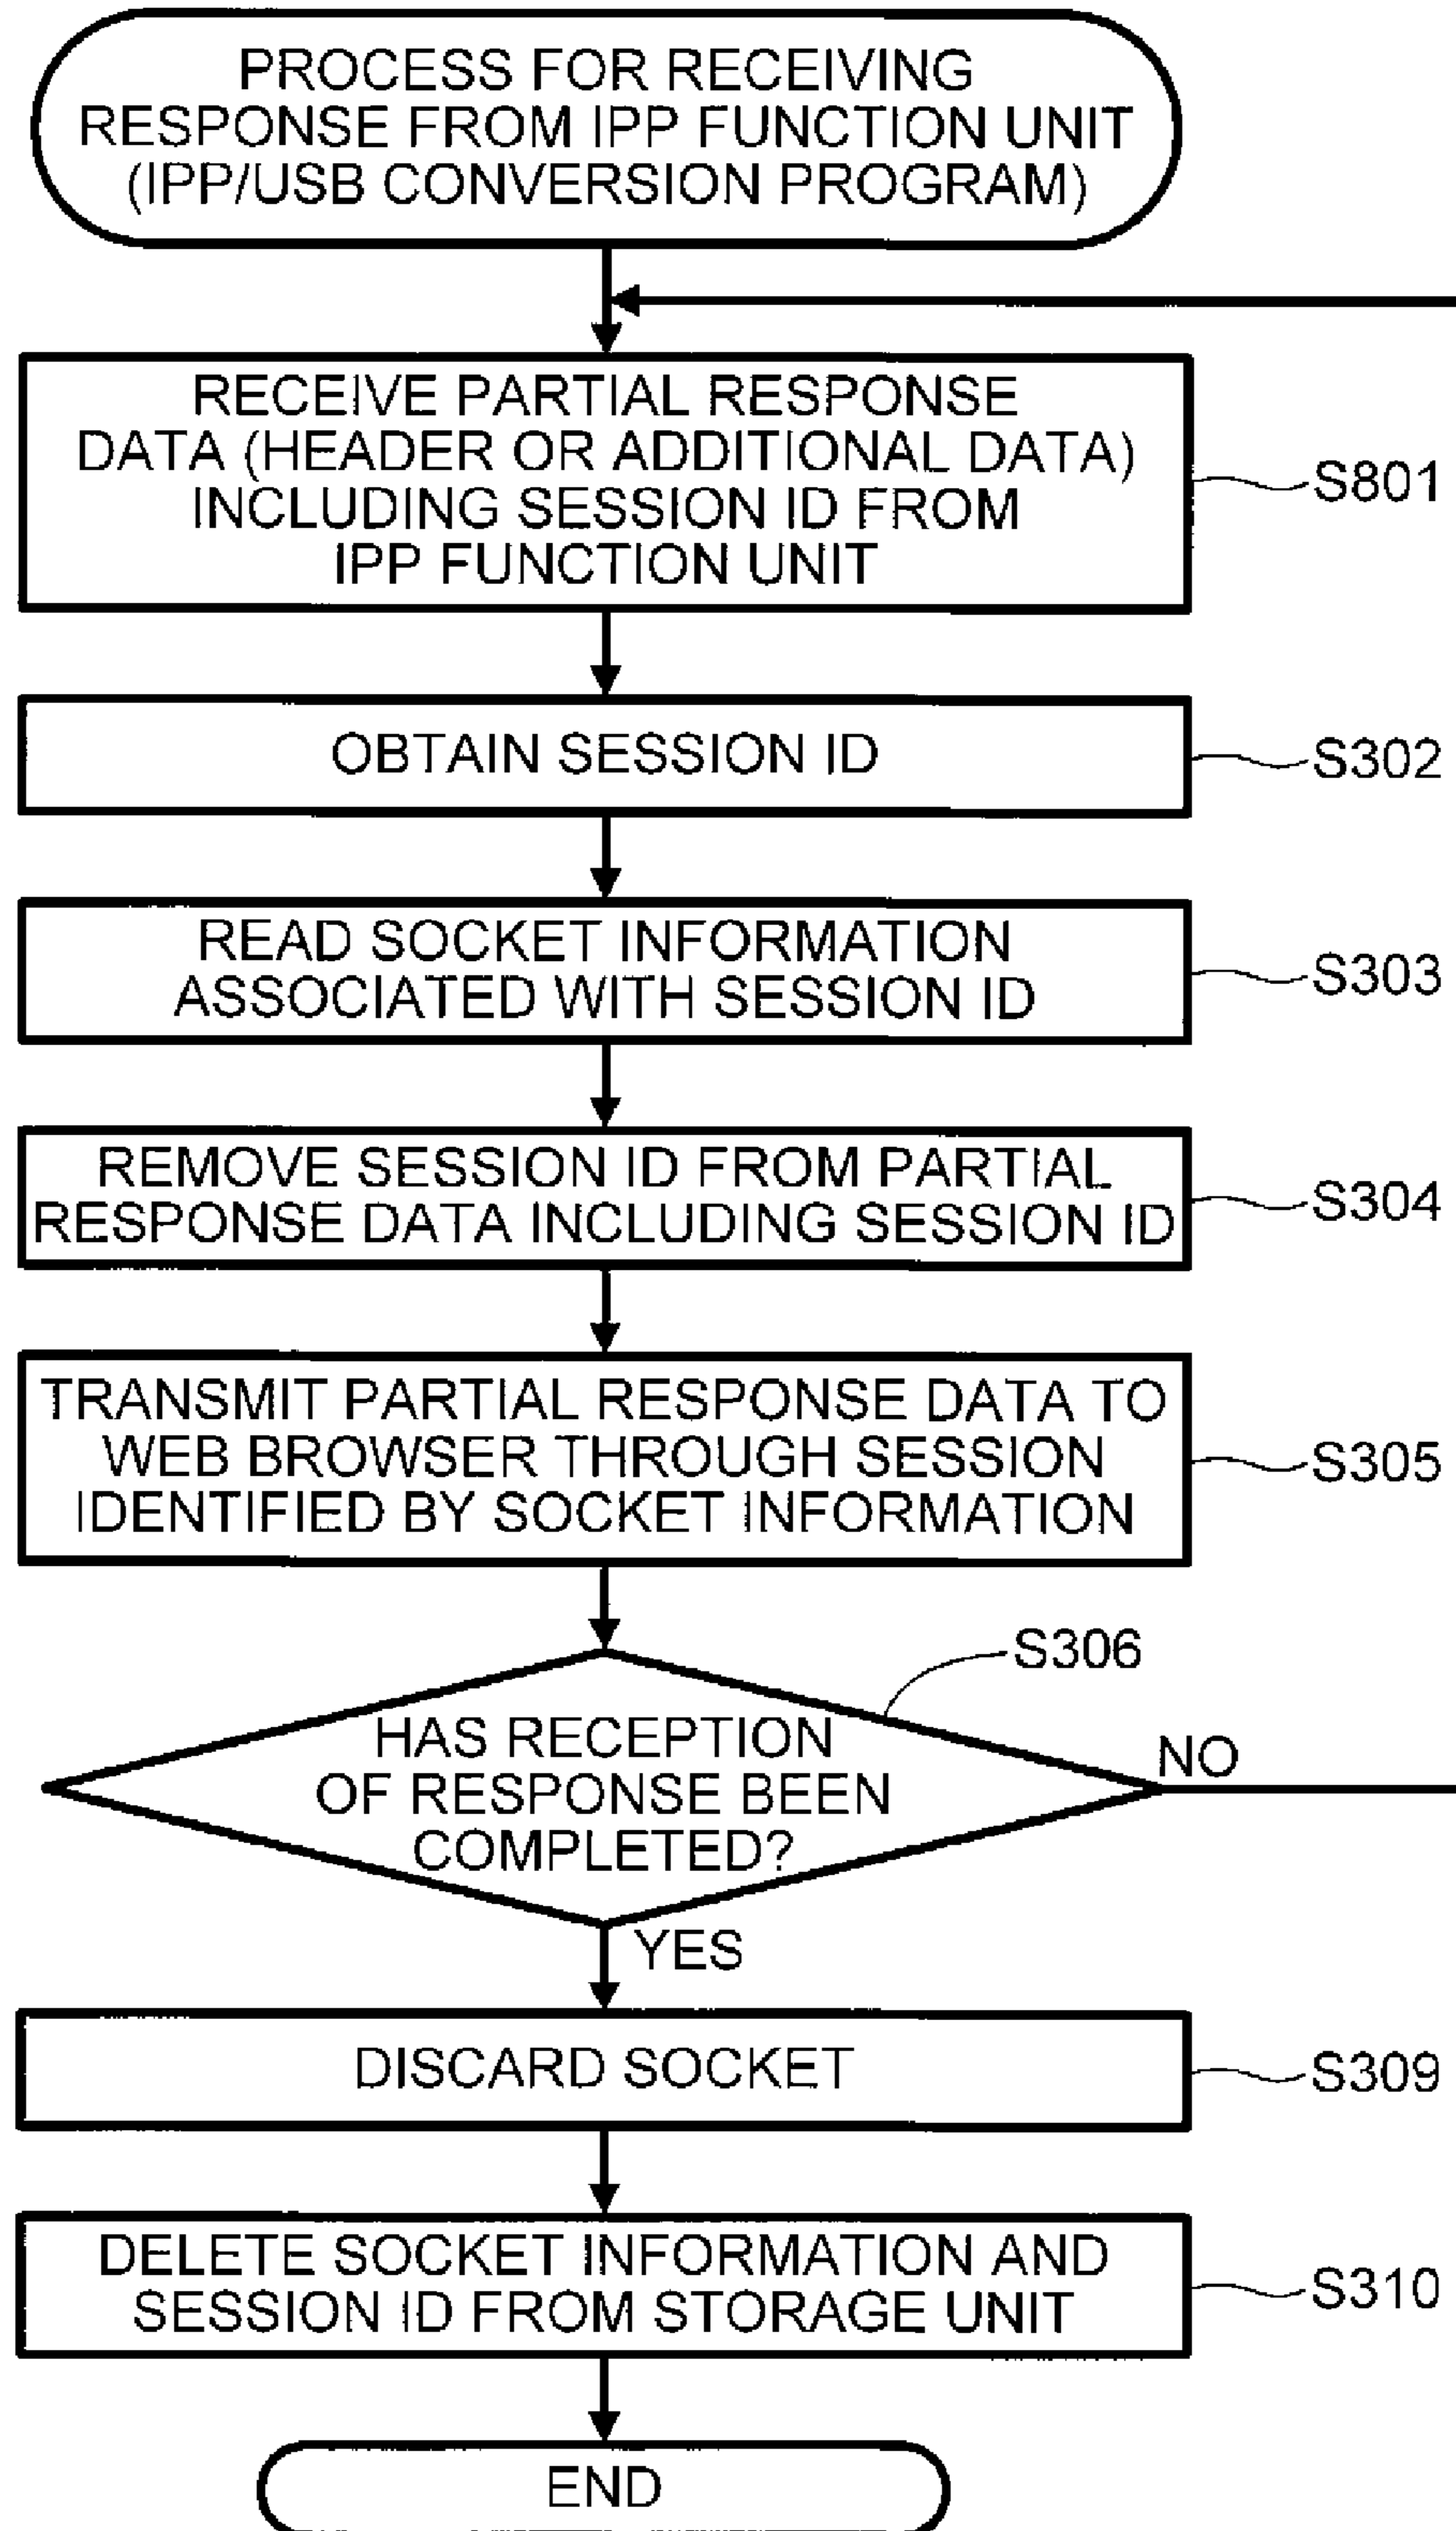 PROCESS FOR RECEIVING
RESPONSE FROM IPP FUNCTION UNIT
(IPP/USB CONVERSION PROGRAM)
RECEIVE PARTIAL RESPONSE
DATA (HEADER OR ADDITIONAL DATA)
INCLUDING SESSION ID FROM
IPP FUNCTION UNIT
S801
OBTAIN SESSION ID
S302
READ SOCKET INFORMATION
ASSOCIATED WITH SESSION ID
S303
REMOVE SESSION ID FROM PARTIAL
RESPONSE DATA INCLUDING SESSION ID
S304
TRANSMIT PARTIAL RESPONSE DATA TO
WEB BROWSER THROUGH SESSION
IDENTIFIED BY SOCKET INFORMATION
S305
S306
HAS RECEPTION
OF RESPONSE BEEN
COMPLETED?
NO
YES
DISCARD SOCKET
S309
DELETE SOCKET INFORMATION AND
SESSION ID FROM STORAGE UNIT
S310
END